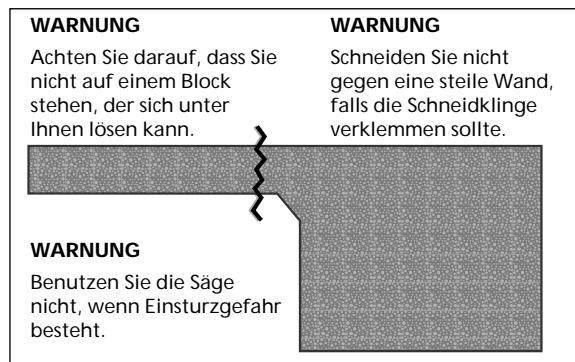 WARNUNG
Achten Sie darauf, dass Sie
nicht auf einem Block
stehen, der sich unter
Ihnen lösen kann.
WARNUNG
Schneiden Sie nicht
gegen eine steile Wand,
falls die Schneidklinge
verklemmen sollte.
WARNUNG
Benutzen Sie die Säge
nicht, wenn Einsturzgefahr
besteht.